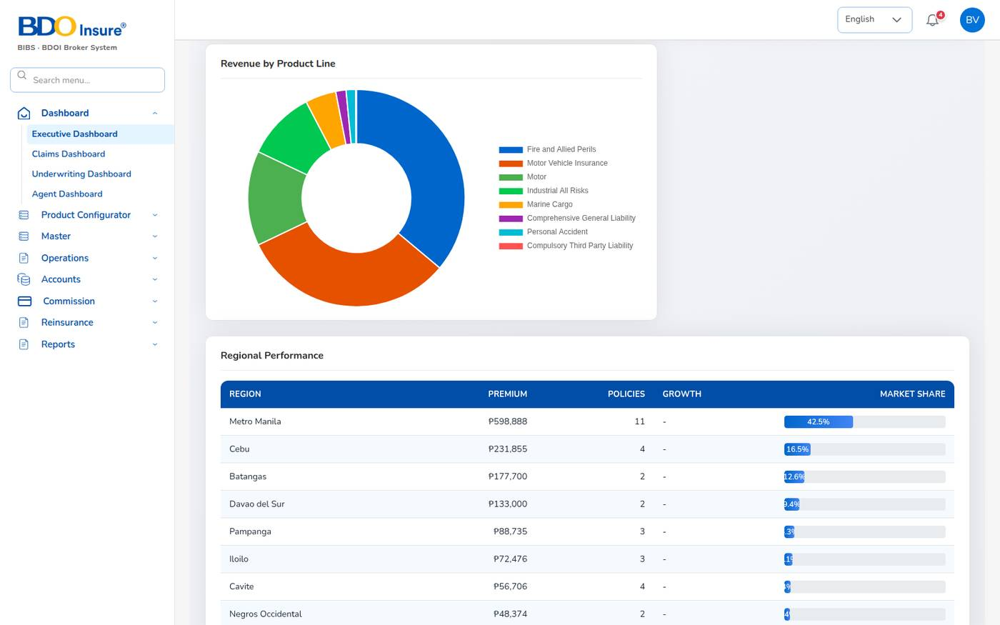 BDO Insure®
BIBS - BDOI Broker System
English
4
BV
Search menu...
Dashboard
Executive Dashboard
Claims Dashboard
Underwriting Dashboard
Agent Dashboard
Product Configurator
Master
Operations
Accounts
Commission
Reinsurance
Reports
Revenue by Product Line
Fire and Allied Perils
Motor Vehicle Insurance
Motor
Industrial All Risks
Marine Cargo
Comprehensive General Liability
Personal Accident
Compulsory Third Party Liability
Regional Performance
REGION PREMIUM POLICIES GROWTH MARKET SHARE
Metro Manila ₱598,888 11 - 42.5%
Cebu ₱231,855 4 - 16.5%
Batangas ₱177,700 2 - 12.6%
Davao del Sur ₱133,000 2 - 9.4%
Pampanga ₱88,735 3 -
Iloilo ₱72,476 3 -
Cavite ₱56,706 4 -
Negros Occidental ₱48,374 2 -